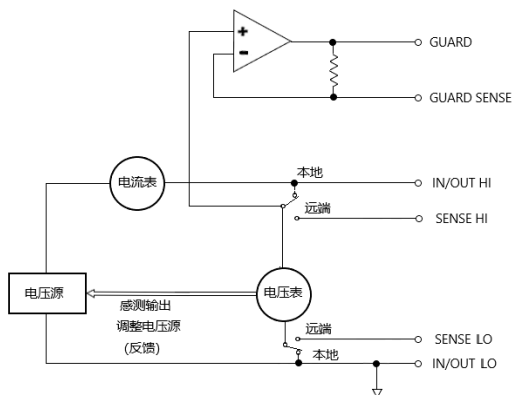 +
-
GUARD
GUARD SENSE
本地
电流表
IN/OUT HI
远端
SENSE HI
电压源
电压表
感测输出
调整电压源
(反馈)
远端
SENSE LO
本地
IN/OUT LO